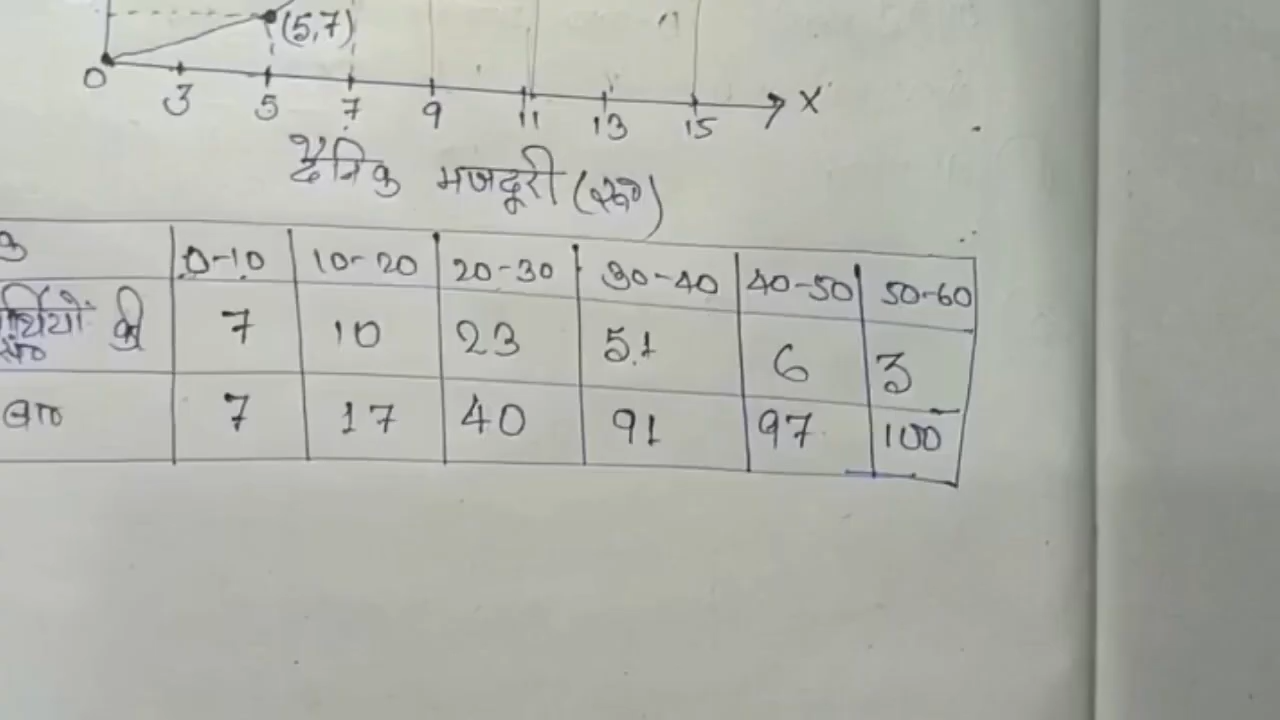 (5,7)
0 3 5 7 9 11 13 15 X
दैनिक मजदूरी (रु०)
0-10 10-20 20-30 30-40 40-50 50-60
की 7 10 23 51 6 3
7 17 40 91 97 100